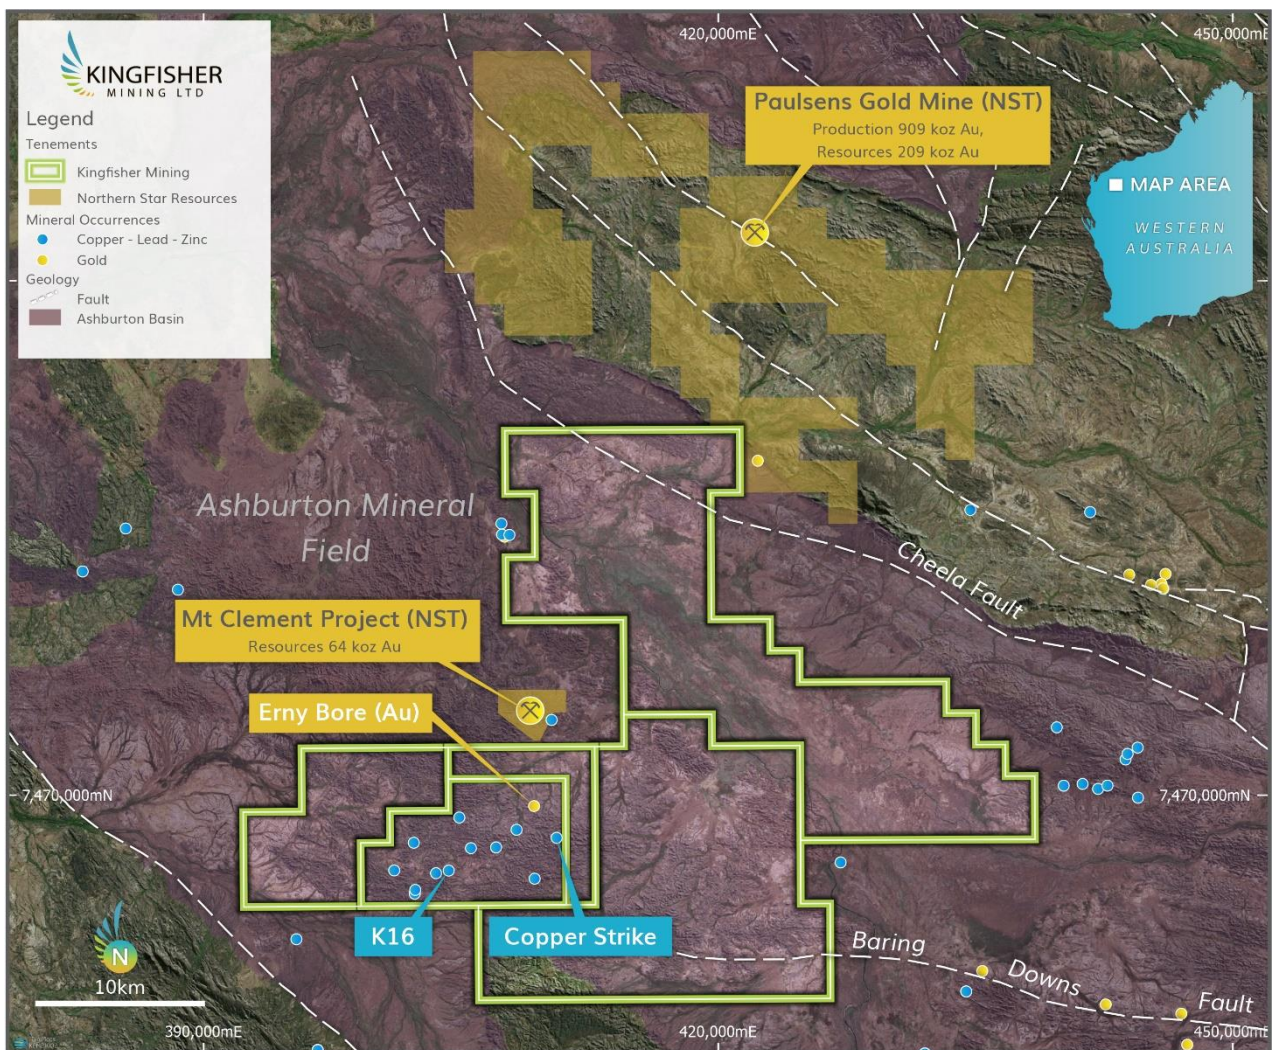 KINGFISHER
MINING LTD
Legend
Tenements
Kingfisher Mining
Northern Star Resources
Mineral Occurrences
Copper - Lead - Zinc
Gold
Geology
Fault
Ashburton Basin
420,000mE
450,000mE
Paulsens Gold Mine (NST)
Production 909 koz Au,
Resources 209 koz Au
MAP AREA
WESTERN
AUSTRALIA
Ashburton Mineral
Field
Cheela Fault
Mt Clement Project (NST)
Resources 64 koz Au
Erny Bore (Au)
7,470,000mN
7,470,000mN
K16
Copper Strike
Baring Downs Fault
N
10km
390,000mE
420,000mE
450,000mE